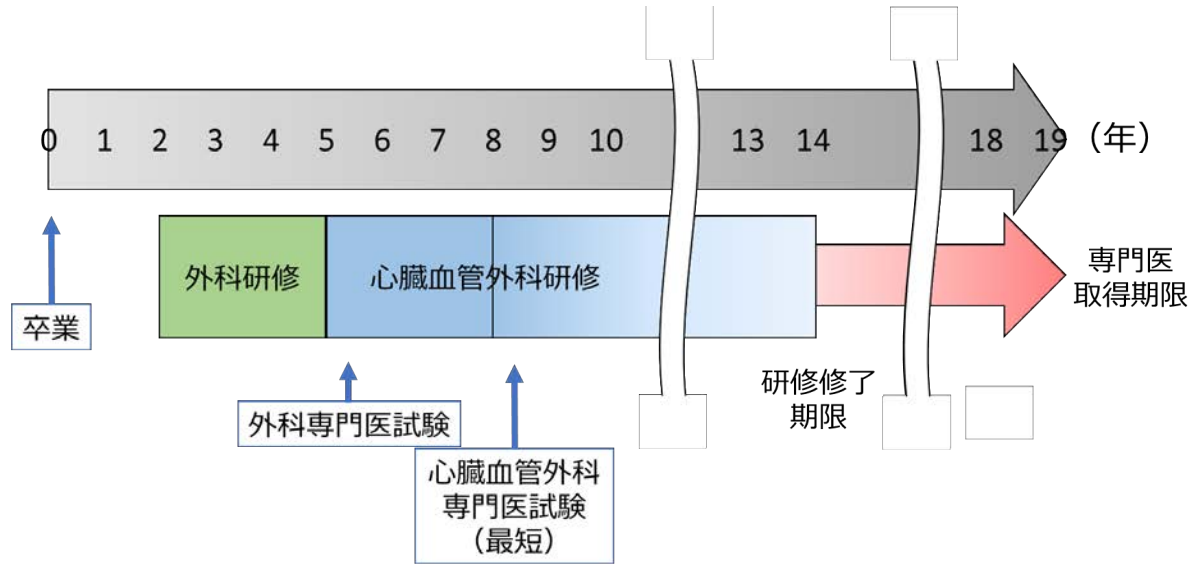 0 1 2 3 4 5 6 7 8 9 10 13 14 18 19 (年)
外科研修
心臓血管外科研修
専門医
取得期限
卒業
研修修了
期限
外科専門医試験
心臓血管外科
専門医試験
(最短)